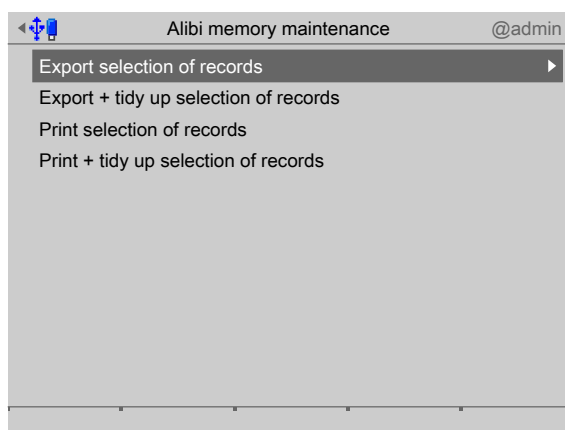 Alibi memory maintenance @admin
Export selection of records
Export + tidy up selection of records
Print selection of records
Print + tidy up selection of records